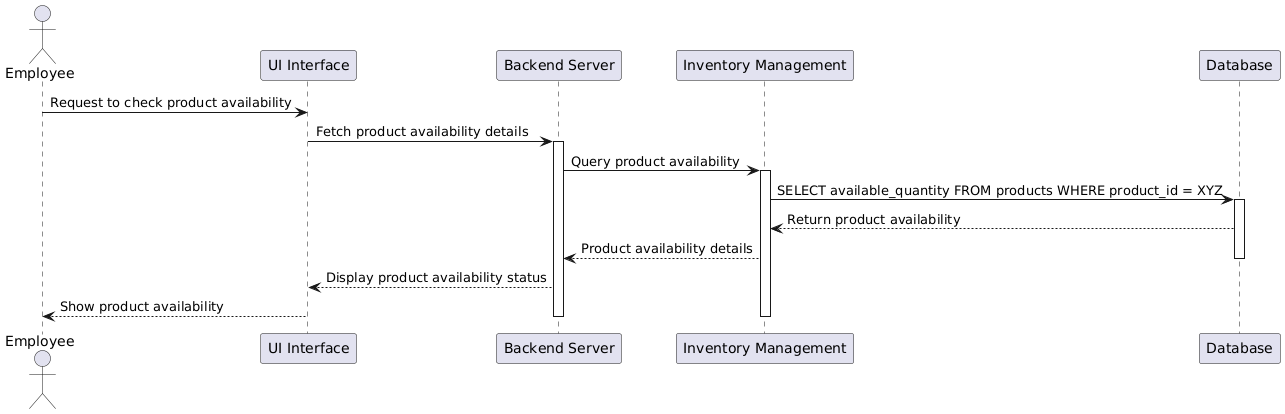 Employee
UI Interface
Backend Server
Inventory Management
Database
Request to check product availability
Fetch product availability details
Query product availability
SELECT available_quantity FROM products WHERE product_id = XYZ
Return product availability
Product availability details
Display product availability status
Show product availability
Employee
UI Interface
Backend Server
Inventory Management
Database